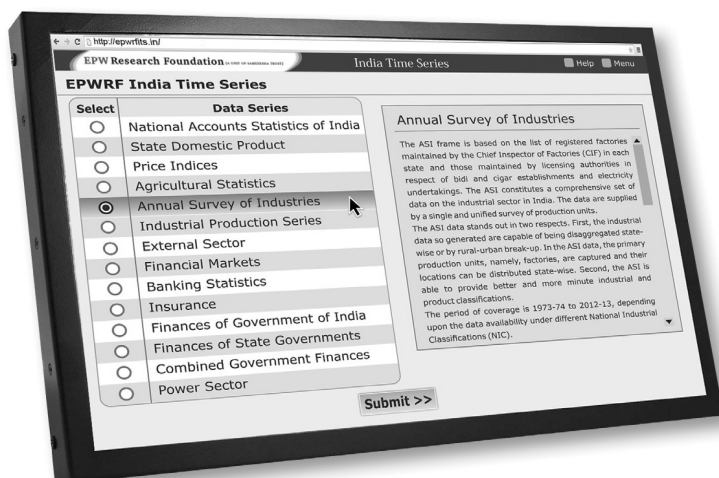 http://epwrfits.in/
EPW Research Foundation (A UNIT OF SAMEEKSHA TRUST)
India Time Series
Help
Menu
EPWRF India Time Series
Select
Data Series
National Accounts Statistics of India
State Domestic Product
Price Indices
Agricultural Statistics
Annual Survey of Industries
Industrial Production Series
External Sector
Financial Markets
Banking Statistics
Insurance
Finances of Government of India
Finances of State Governments
Combined Government Finances
Power Sector
Annual Survey of Industries
The ASI frame is based on the list of registered factories
maintained by the Chief Inspector of Factories (CIF) in each
state and those maintained by licensing authorities in
respect of bidi and cigar establishments and electricity
undertakings. The ASI constitutes a comprehensive set of
data on the industrial sector in India. The data are supplied
by a single and unified survey of production units.
The ASI data stands out in two respects. First, the industrial
data so generated are capable of being disaggregated state-
wise or by rural-urban break-up. In the ASI data, the primary
production units, namely, factories, are captured and their
locations can be distributed state-wise. Second, the ASI is
able to provide better and more minute industrial and
product classifications.
The period of coverage is 1973-74 to 2012-13, depending
upon the data availability under different National Industrial
Classifications (NIC).
Submit >>